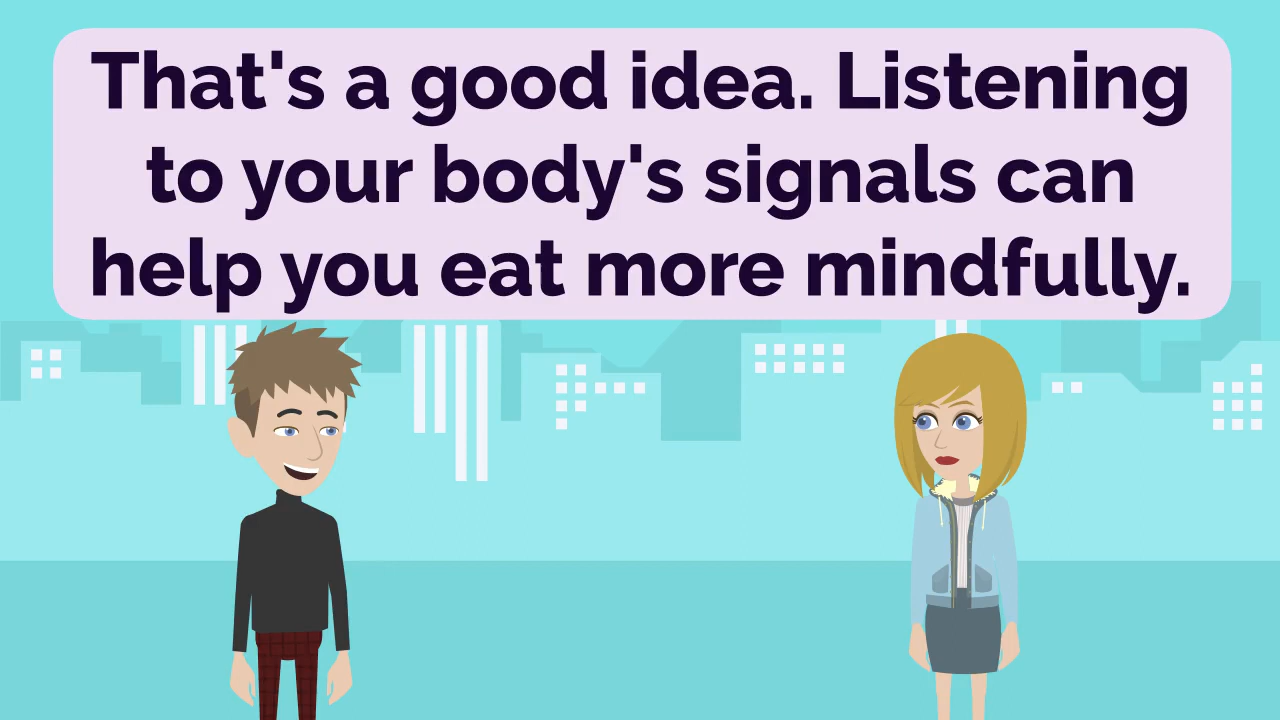 That's a good idea. Listening
to your body's signals can
help you eat more mindfully.